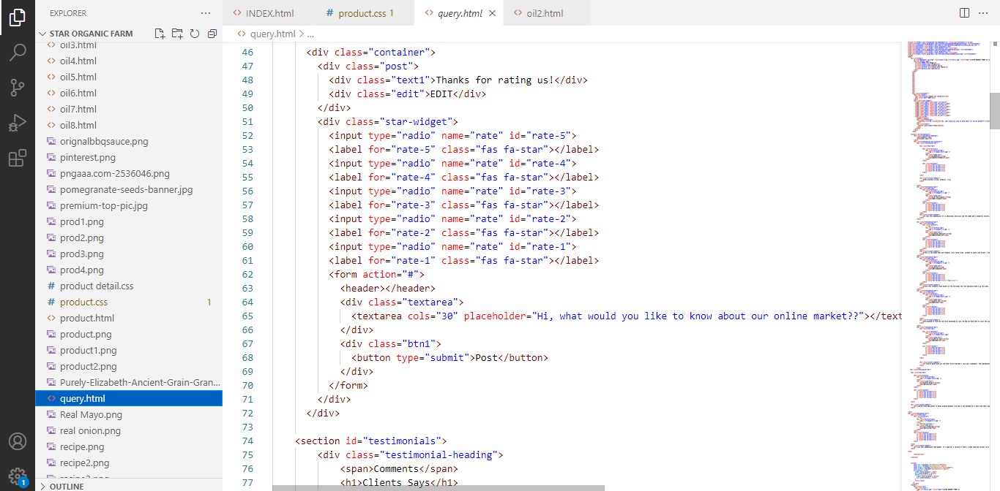 EXPLORER
STAR ORGANIC FARM
oil3.html
oil4.html
oil5.html
oil6.html
oil7.html
oil8.html
orignalbbqsauce.png
pinterest.png
pngaaa.com-2536046.png
pomegranate-seeds-banner.jpg
premium-top-pic.jpg
prod1.png
prod2.png
prod3.png
prod4.png
product detail.css
product.css 1
product.html
product.png
product1.png
product2.png
Purely-Elizabeth-Ancient-Grain-Gran...
query.html
Real Mayo.png
real onion.png
recipe.png
recipe2.png
OUTLINE
1
INDEX.html
product.css 1
query.html
oil2.html
query.html > ...
46 <div class="container">
47 <div class="post">
48 <div class="text1">Thanks for rating us!</div>
49 <div class="edit">EDIT</div>
50 </div>
51 <div class="star-widget">
52 <input type="radio" name="rate" id="rate-5">
53 <label for="rate-5" class="fas fa-star"></label>
54 <input type="radio" name="rate" id="rate-4">
55 <label for="rate-4" class="fas fa-star"></label>
56 <input type="radio" name="rate" id="rate-3">
57 <label for="rate-3" class="fas fa-star"></label>
58 <input type="radio" name="rate" id="rate-2">
59 <label for="rate-2" class="fas fa-star"></label>
60 <input type="radio" name="rate" id="rate-1">
61 <label for="rate-1" class="fas fa-star"></label>
62 <form action="#">
63 <header></header>
64 <div class="textarea">
65 <textarea cols="30" placeholder="Hi, what would you like to know about our online market??"></text
66 </div>
67 <div class="btn1">
68 <button type="submit">Post</button>
69 </div>
70 </form>
71 </div>
72 </div>
73
74 <section id="testimonials">
75 <div class="testimonial-heading">
76 <span>Comments</span>
77 <h1>Clients Says</h1>